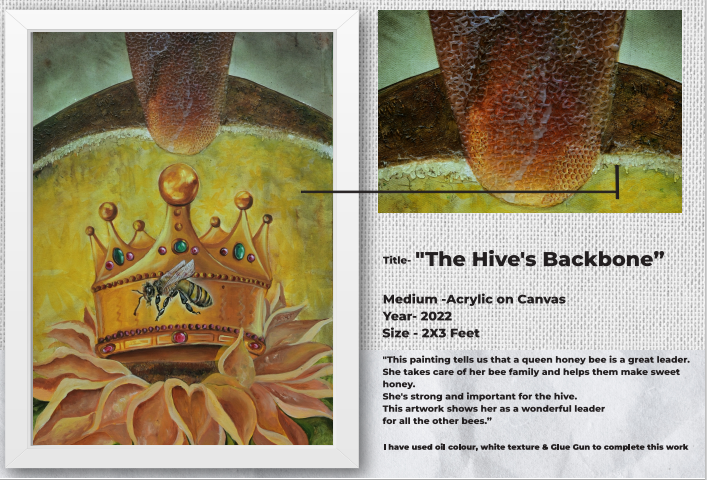 Title- "The Hive's Backbone”
Medium -Acrylic on Canvas
Year- 2022
Size - 2X3 Feet
"This painting tells us that a queen honey bee is a great leader.
She takes care of her bee family and helps them make sweet
honey.
She's strong and important for the hive.
This artwork shows her as a wonderful leader
for all the other bees.”
I have used oil colour, white texture & Glue Gun to complete this work